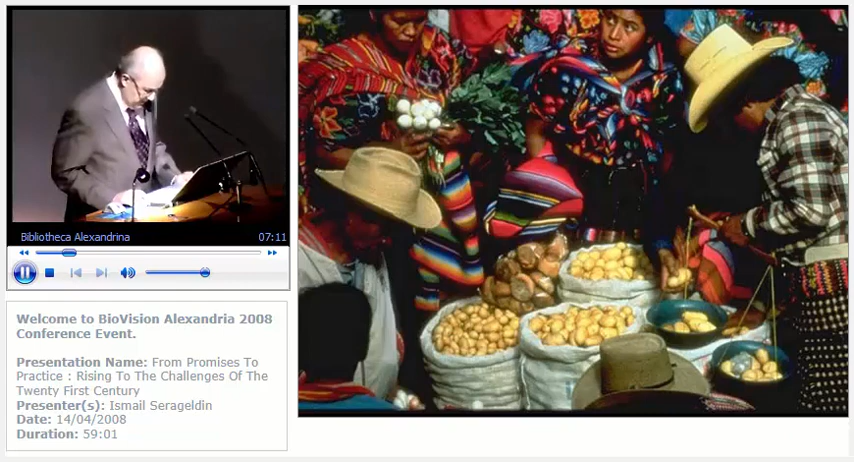 Bibliotheca Alexandrina 07:11
Welcome to BioVision Alexandria 2008
Conference Event.
Presentation Name: From Promises To
Practice : Rising To The Challenges Of The
Twenty First Century
Presenter(s): Ismail Serageldin
Date: 14/04/2008
Duration: 59:01